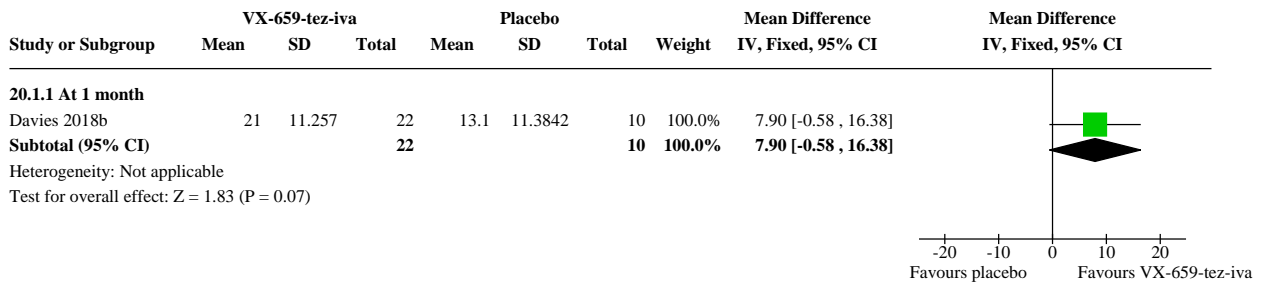 VX-659-tez-iva Placebo Mean Difference Mean Difference
Study or Subgroup Mean SD Total Mean SD Total Weight IV, Fixed, 95% CI IV, Fixed, 95% CI
20.1.1 At 1 month
Davies 2018b 21 11.257 22 13.1 11.3842 10 100.0% 7.90 [-0.58 , 16.38]
Subtotal (95% CI) 22 10 100.0% 7.90 [-0.58 , 16.38]
Heterogeneity: Not applicable
Test for overall effect: Z = 1.83 (P = 0.07)
-20 -10 0 10 20
Favours placebo Favours VX-659-tez-iva